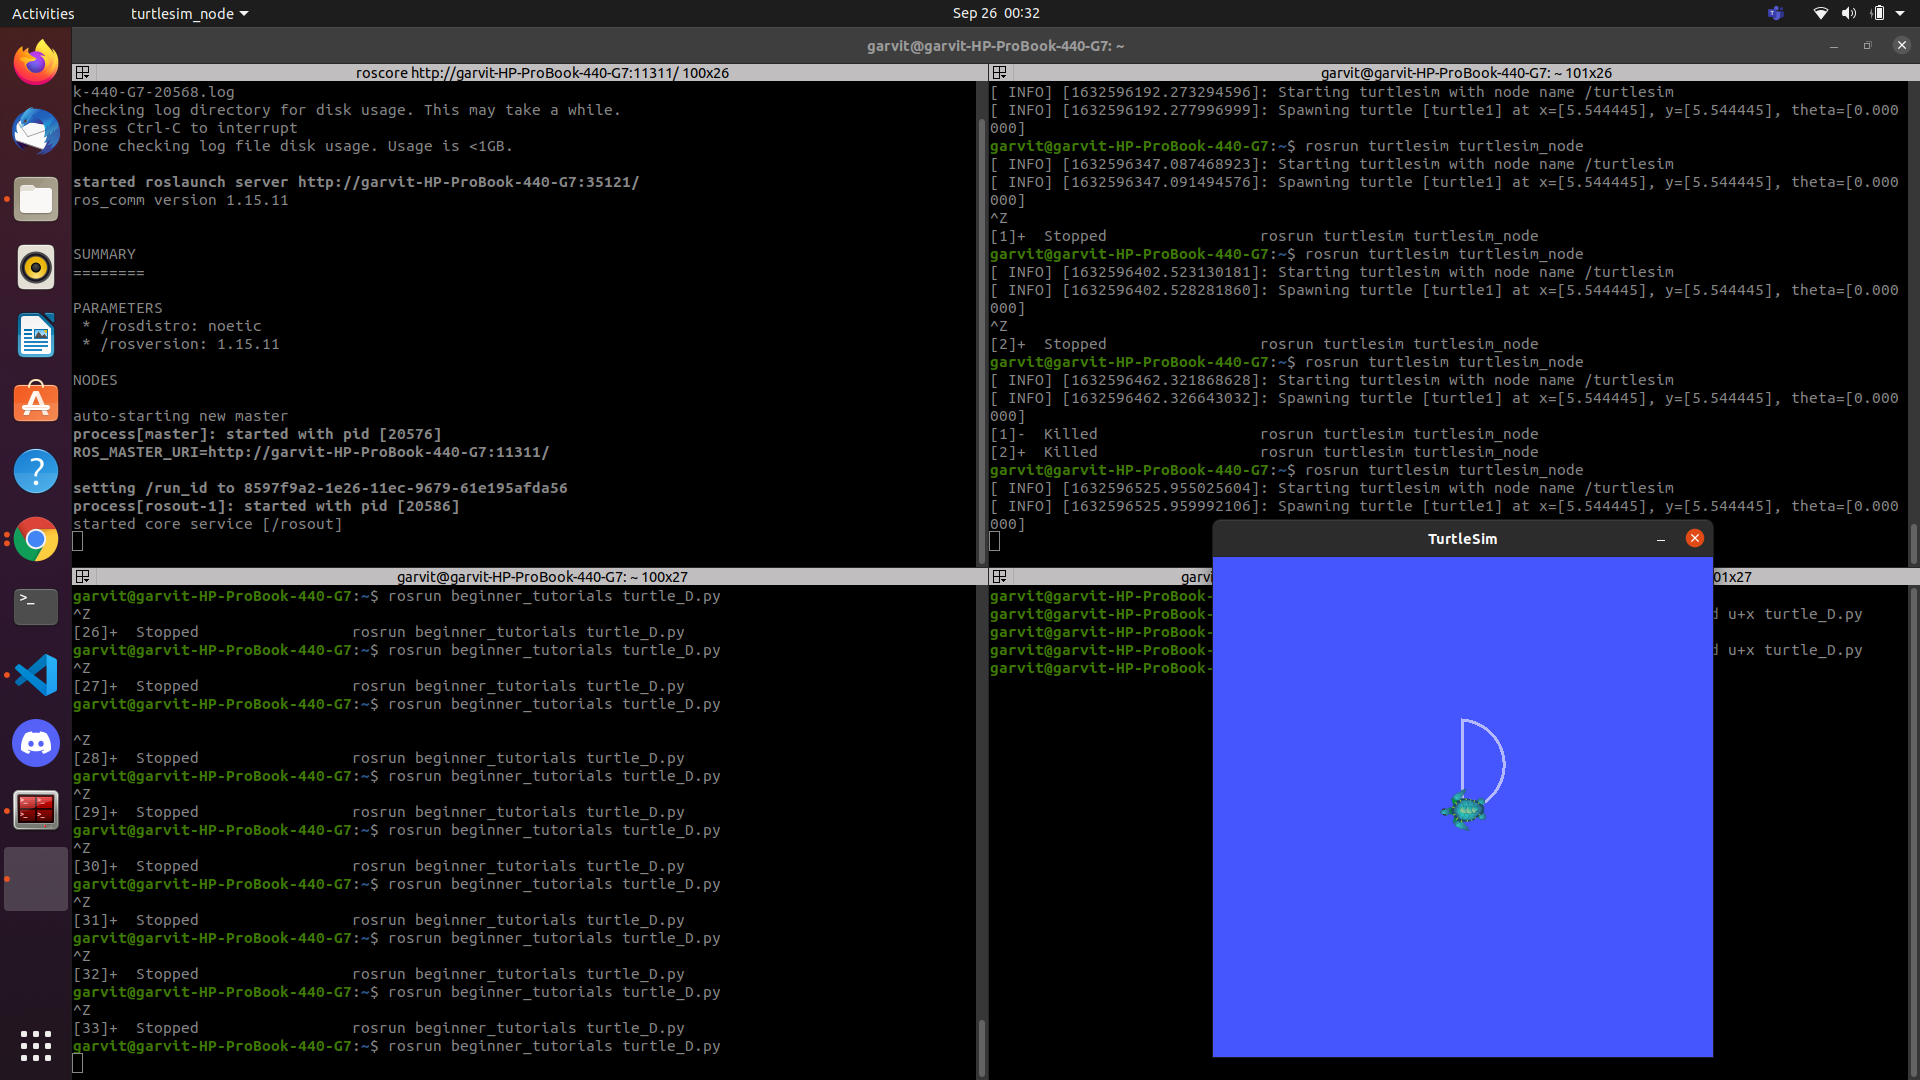 Activities
turtlesim_node
Sep 26 00:32
garvit@garvit-HP-ProBook-440-G7: ~
roscore http://garvit-HP-ProBook-440-G7:11311/ 100x26
k-440-G7-20568.log
Checking log directory for disk usage. This may take a while.
Press Ctrl-C to interrupt
Done checking log file disk usage. Usage is <1GB.
started roslaunch server http://garvit-HP-ProBook-440-G7:35121/
ros_comm version 1.15.11
SUMMARY
========
PARAMETERS
 * /rosdistro: noetic
 * /rosversion: 1.15.11
NODES
auto-starting new master
process[master]: started with pid [20576]
ROS_MASTER_URI=http://garvit-HP-ProBook-440-G7:11311/
setting /run_id to 8597f9a2-1e26-11ec-9679-61e195afda56
process[rosout-1]: started with pid [20586]
started core service [/rosout]
garvit@garvit-HP-ProBook-440-G7: ~ 101x26
[ INFO] [1632596192.273294596]: Starting turtlesim with node name /turtlesim
[ INFO] [1632596192.277996999]: Spawning turtle [turtle1] at x=[5.544445], y=[5.544445], theta=[0.000
000]
garvit@garvit-HP-ProBook-440-G7:~$ rosrun turtlesim turtlesim_node
[ INFO] [1632596347.087468923]: Starting turtlesim with node name /turtlesim
[ INFO] [1632596347.091494576]: Spawning turtle [turtle1] at x=[5.544445], y=[5.544445], theta=[0.000
000]
^Z
[1]+  Stopped                 rosrun turtlesim turtlesim_node
garvit@garvit-HP-ProBook-440-G7:~$ rosrun turtlesim turtlesim_node
[ INFO] [1632596402.523130181]: Starting turtlesim with node name /turtlesim
[ INFO] [1632596402.528281860]: Spawning turtle [turtle1] at x=[5.544445], y=[5.544445], theta=[0.000
000]
^Z
[2]+  Stopped                 rosrun turtlesim turtlesim_node
garvit@garvit-HP-ProBook-440-G7:~$ rosrun turtlesim turtlesim_node
[ INFO] [1632596462.321868628]: Starting turtlesim with node name /turtlesim
[ INFO] [1632596462.326643032]: Spawning turtle [turtle1] at x=[5.544445], y=[5.544445], theta=[0.000
000]
[1]-  Killed                  rosrun turtlesim turtlesim_node
[2]+  Killed                  rosrun turtlesim turtlesim_node
garvit@garvit-HP-ProBook-440-G7:~$ rosrun turtlesim turtlesim_node
[ INFO] [1632596525.955025604]: Starting turtlesim with node name /turtlesim
[ INFO] [1632596525.959992106]: Spawning turtle [turtle1] at x=[5.544445], y=[5.544445], theta=[0.000
000]
garvit@garvit-HP-ProBook-440-G7: ~ 100x27
garvit@garvit-HP-ProBook-440-G7:~$ rosrun beginner_tutorials turtle_D.py
^Z
[26]+  Stopped                 rosrun beginner_tutorials turtle_D.py
garvit@garvit-HP-ProBook-440-G7:~$ rosrun beginner_tutorials turtle_D.py
^Z
[27]+  Stopped                 rosrun beginner_tutorials turtle_D.py
garvit@garvit-HP-ProBook-440-G7:~$ rosrun beginner_tutorials turtle_D.py
^Z
[28]+  Stopped                 rosrun beginner_tutorials turtle_D.py
garvit@garvit-HP-ProBook-440-G7:~$ rosrun beginner_tutorials turtle_D.py
^Z
[29]+  Stopped                 rosrun beginner_tutorials turtle_D.py
garvit@garvit-HP-ProBook-440-G7:~$ rosrun beginner_tutorials turtle_D.py
^Z
[30]+  Stopped                 rosrun beginner_tutorials turtle_D.py
garvit@garvit-HP-ProBook-440-G7:~$ rosrun beginner_tutorials turtle_D.py
^Z
[31]+  Stopped                 rosrun beginner_tutorials turtle_D.py
garvit@garvit-HP-ProBook-440-G7:~$ rosrun beginner_tutorials turtle_D.py
^Z
[32]+  Stopped                 rosrun beginner_tutorials turtle_D.py
garvit@garvit-HP-ProBook-440-G7:~$ rosrun beginner_tutorials turtle_D.py
^Z
[33]+  Stopped                 rosrun beginner_tutorials turtle_D.py
garvit@garvit-HP-ProBook-440-G7:~$ rosrun beginner_tutorials turtle_D.py
garvi 01x27
garvit@garvit-HP-ProBook-
garvit@garvit-HP-ProBook- d u+x turtle_D.py
garvit@garvit-HP-ProBook-
garvit@garvit-HP-ProBook- d u+x turtle_D.py
garvit@garvit-HP-ProBook-
TurtleSim